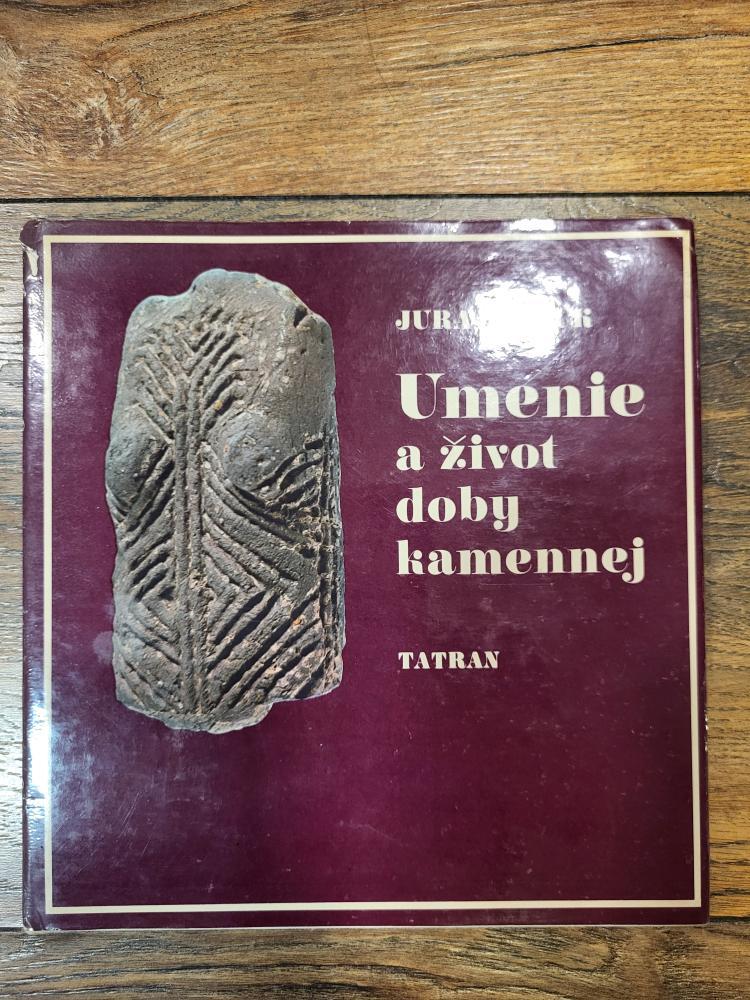 Umenie
a život
doby
kamennej
TATRAN